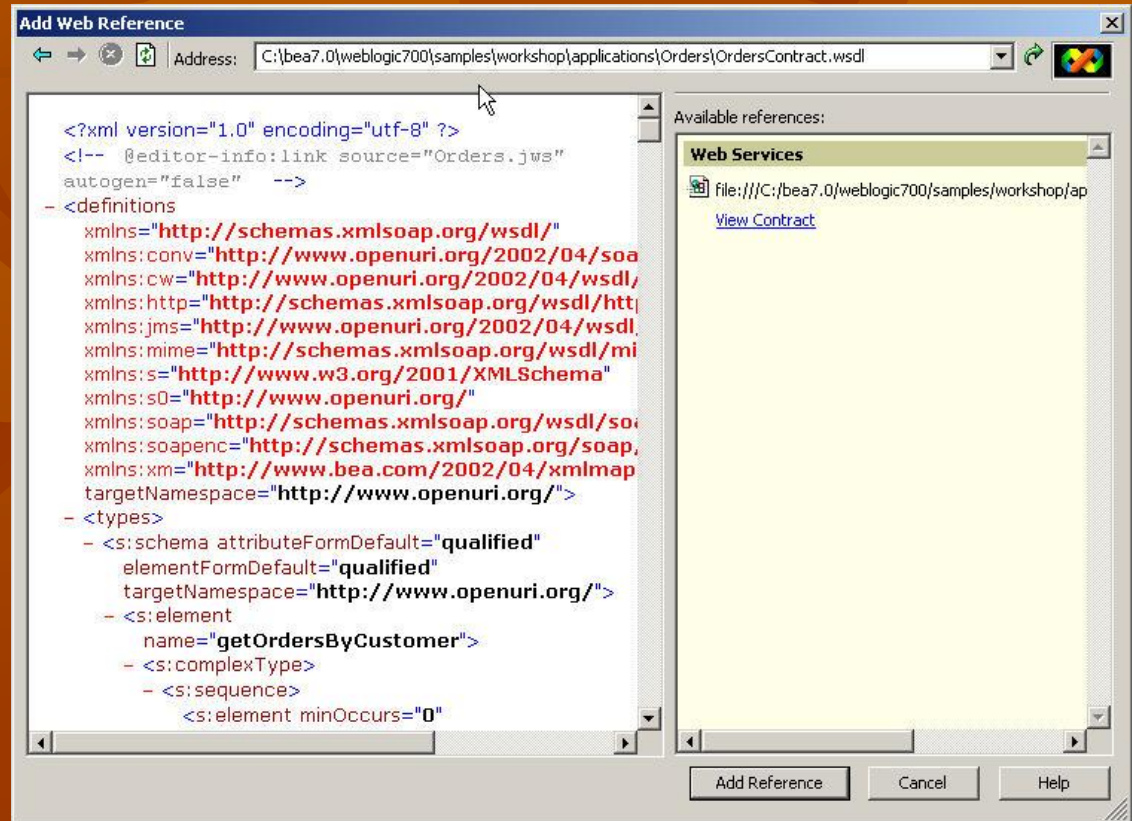 Add Web Reference
Address: C:\bea7.0\weblogic700\samples\workshop\applications\Orders\OrdersContract.wsdl
<?xml version="1.0" encoding="utf-8" ?>
<!-- @editor-info:link source="Orders.jws"
autogen="false" -->
- <definitions
xmlns="http://schemas.xmlsoap.org/wsdl/"
xmlns:conv="http://www.openuri.org/2002/04/soa
xmlns:cw="http://www.openuri.org/2002/04/wsdl/
xmlns:http="http://schemas.xmlsoap.org/wsdl/htt
xmlns:jms="http://www.openuri.org/2002/04/wsdl
xmlns:mime="http://schemas.xmlsoap.org/wsdl/mi
xmlns:s="http://www.w3.org/2001/XMLSchema"
xmlns:s0="http://www.openuri.org/"
xmlns:soap="http://schemas.xmlsoap.org/wsdl/so
xmlns:soapenc="http://schemas.xmlsoap.org/soap
xmlns:xm="http://www.bea.com/2002/04/xmlmap
targetNamespace="http://www.openuri.org/">
- <types>
- <s:schema attributeFormDefault="qualified"
elementFormDefault="qualified"
targetNamespace="http://www.openuri.org/">
- <s:element
name="getOrdersByCustomer">
- <s:complexType>
- <s:sequence>
<s:element minOccurs="0"
Available references:
Web Services
file:///C:/bea7.0/weblogic700/samples/workshop/ap
View Contract
Add Reference
Cancel
Help